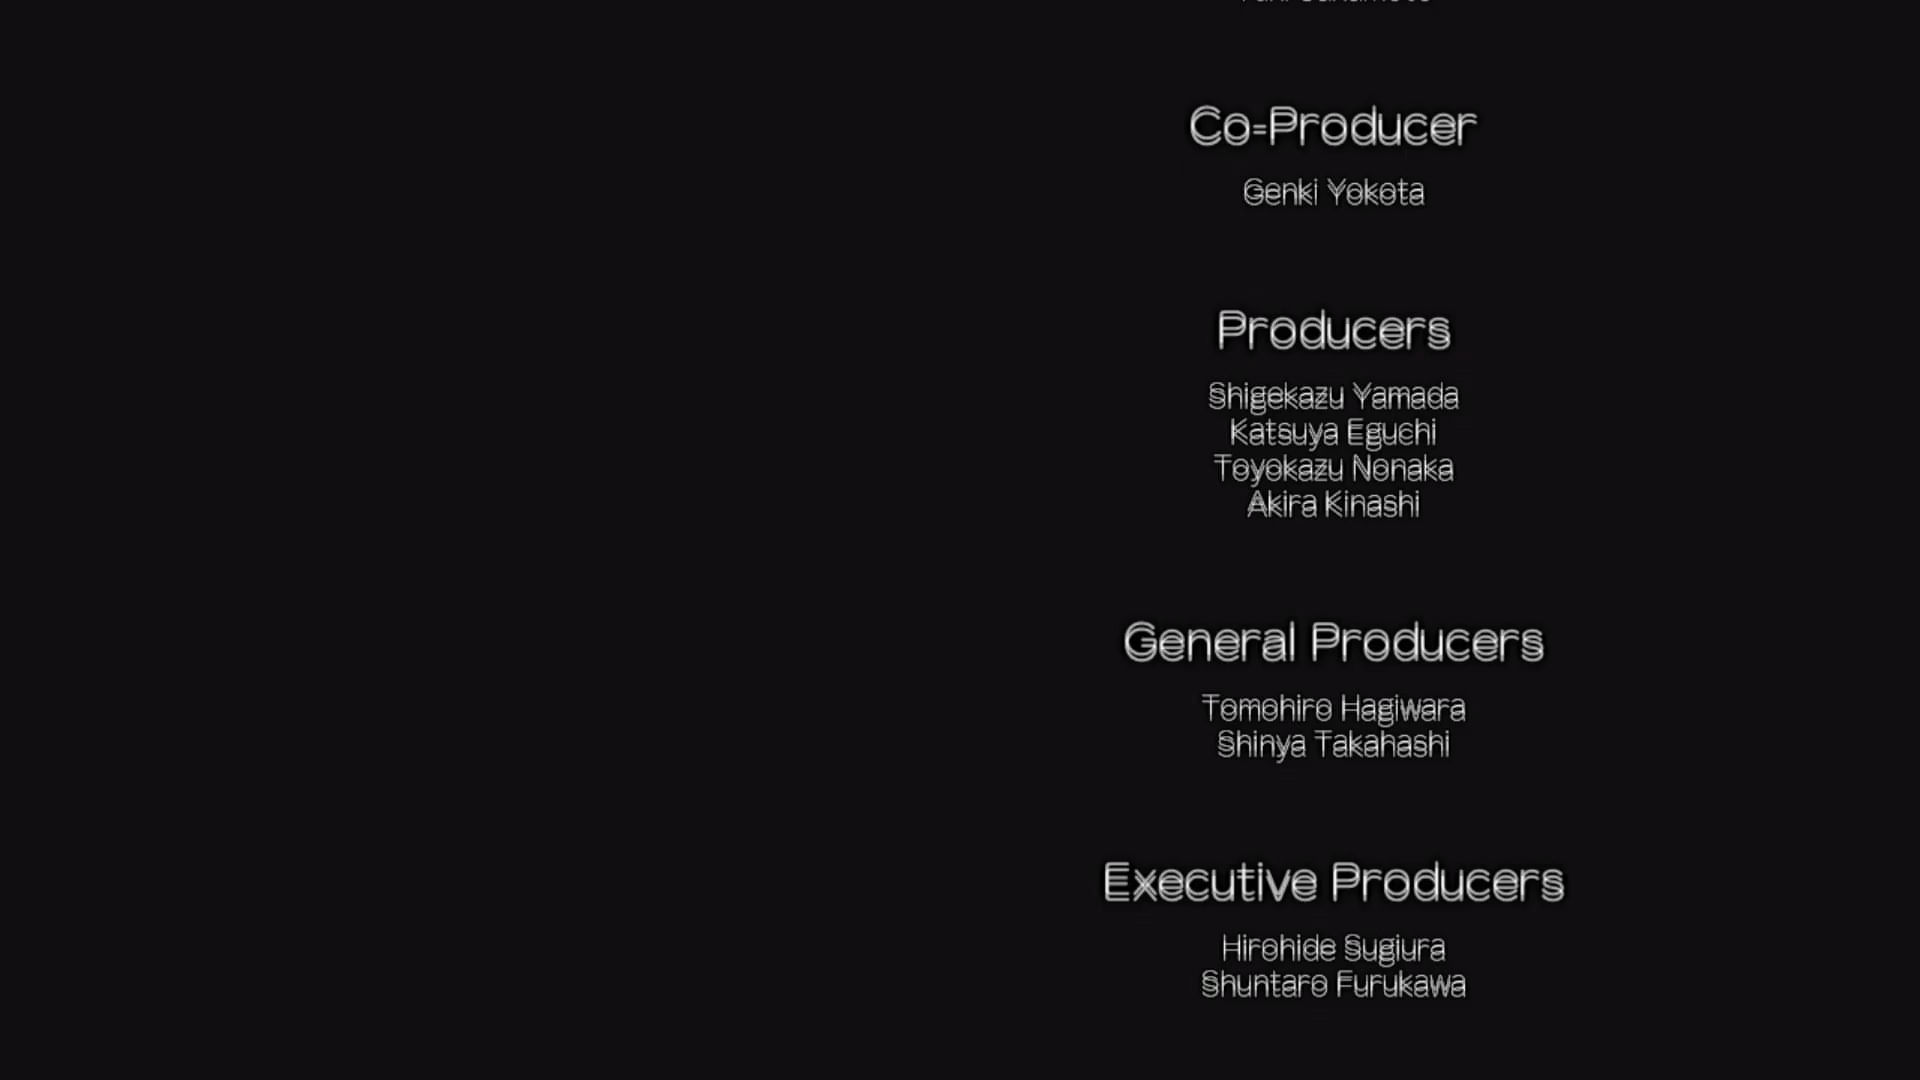 Co-Producer
Genki Yokota
Producers
Shigekazu Yamada
Katsuya Eguchi
Toyokazu Nonaka
Akira Kinashi
General Producers
Tomohiro Hagiwara
Shinya Takahashi
Executive Producers
Hirohide Sugiura
Shuntaro Furukawa